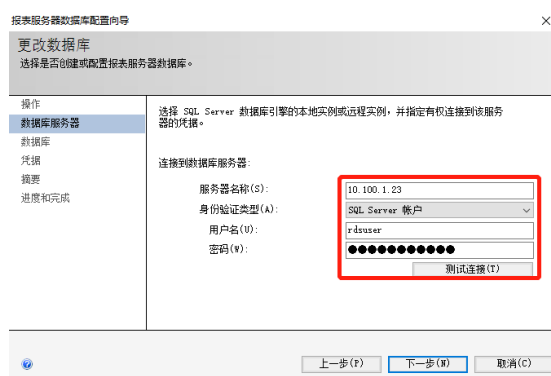 报表服务器数据库配置向导
更改数据库
选择是否创建或配置报表服务器数据库。
操作
数据库服务器
数据库
凭据
摘要
进度和完成
选择 SQL Server 数据库引擎的本地实例或远程实例，并指定有权连接到该服务
器的凭据。
连接到数据库服务器:
服务器名称(S): 10.100.1.23
身份验证类型(A): SQL Server 帐户
用户名(U): rdsuser
密码(W): ●●●●●●●●●●●
测试连接(T)
上一步(P) 下一步(N) 取消(C)